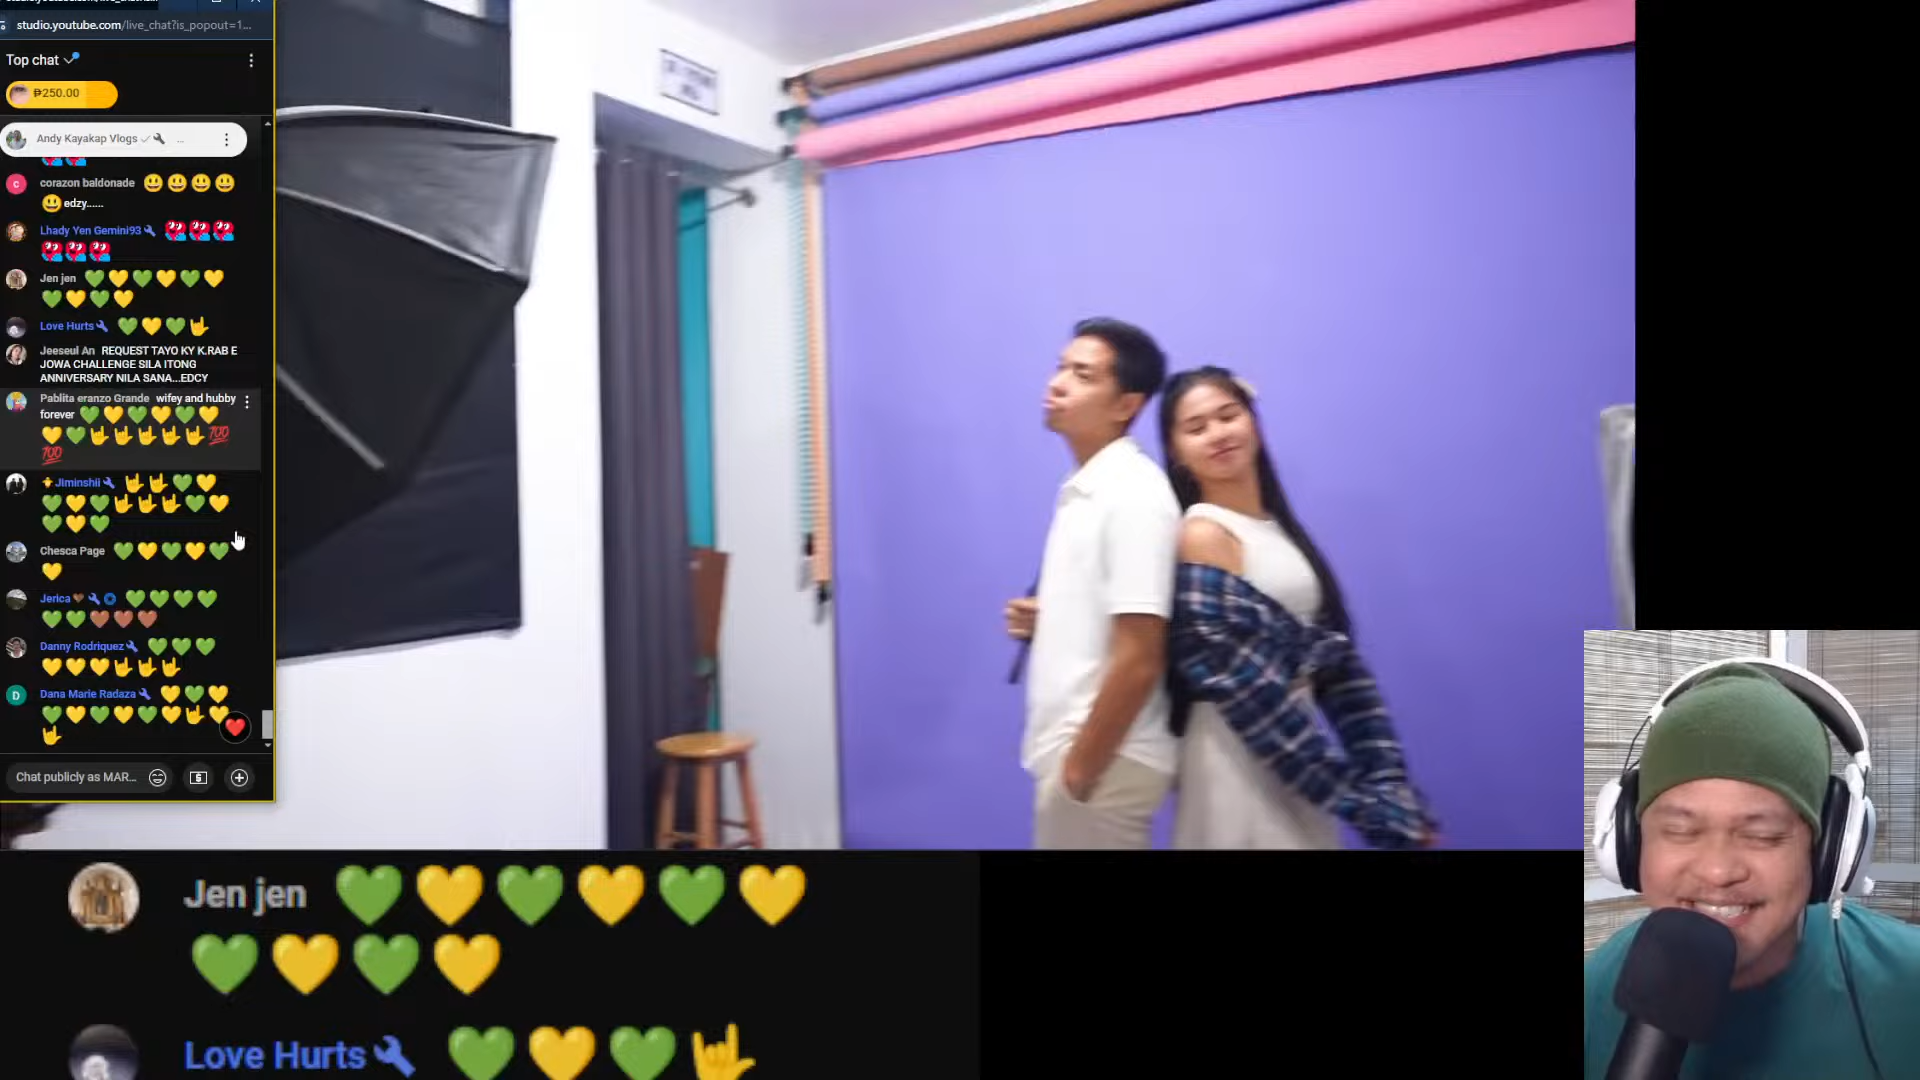 studio.youtube.com/live_chat?is_popout=1...
Top chat
₱250.00
Andy Kayakap Vlogs ...
corazon baldonade 😃😃😃😃
😃edzy......
Lhady Yen Gemini93
Jen jen 💚💛💚💛💚💛
💚💛💚💛
Love Hurts 💚💛💚🤟
Jeeseul An REQUEST TAYO KY K.RAB E
JOWA CHALLENGE SILA ITONG
ANNIVERSARY NILA SANA...EDCY
Pablita eranzo Grande wifey and hubby
forever 💚💛💚💛💚💛
💛💚🤟🤟🤟🤟🤟💯
💯
Jiminshii 🤟🤟💚💛
💚💛💚🤟🤟🤟💚💛
💚💛💚
Chesca Page 💚💛💚💛💚
💛
Jerica🤎 💚💚💚💚
💚💚🤎🤎🤎
Danny Rodriquez 💚💚💚
💛💛💛🤟🤟🤟
Dana Marie Radaza 💛💚💛
💚💛💚💛💚💛🤟💛
🤟
Chat publicly as MAR...
Jen jen 💚💛💚💛💚💛
💚💛💚💛
Love Hurts 💚💛💚🤟